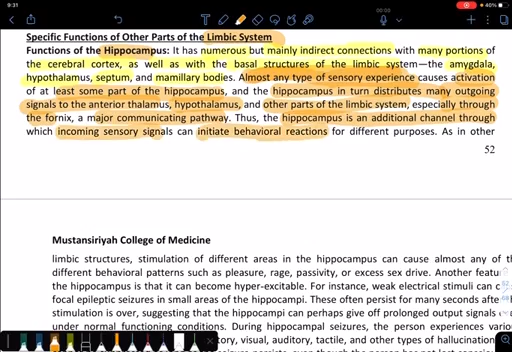 9:31
00:00
40%
Specific Functions of Other Parts of the Limbic System
Functions of the Hippocampus: It has numerous but mainly indirect connections with many portions of
the cerebral cortex, as well as with the basal structures of the limbic system—the amygdala,
hypothalamus, septum, and mamillary bodies. Almost any type of sensory experience causes activation
of at least some part of the hippocampus, and the hippocampus in turn distributes many outgoing
signals to the anterior thalamus, hypothalamus, and other parts of the limbic system, especially through
the fornix, a major communicating pathway. Thus, the hippocampus is an additional channel through
which incoming sensory signals can initiate behavioral reactions for different purposes. As in other
52
Mustansiriyah College of Medicine
limbic structures, stimulation of different areas in the hippocampus can cause almost any of
different behavioral patterns such as pleasure, rage, passivity, or excess sex drive. Another
the hippocampus is that it can become hyper-excitable. For instance, weak electrical stimuli
focal epileptic seizures in small areas of the hippocampi. These often persist for many seconds
stimulation is over, suggesting that the hippocampi can perhaps give off prolonged output signals
under normal functioning conditions. During hippocampal seizures, the person experiences
visual, auditory, tactile, and other types of